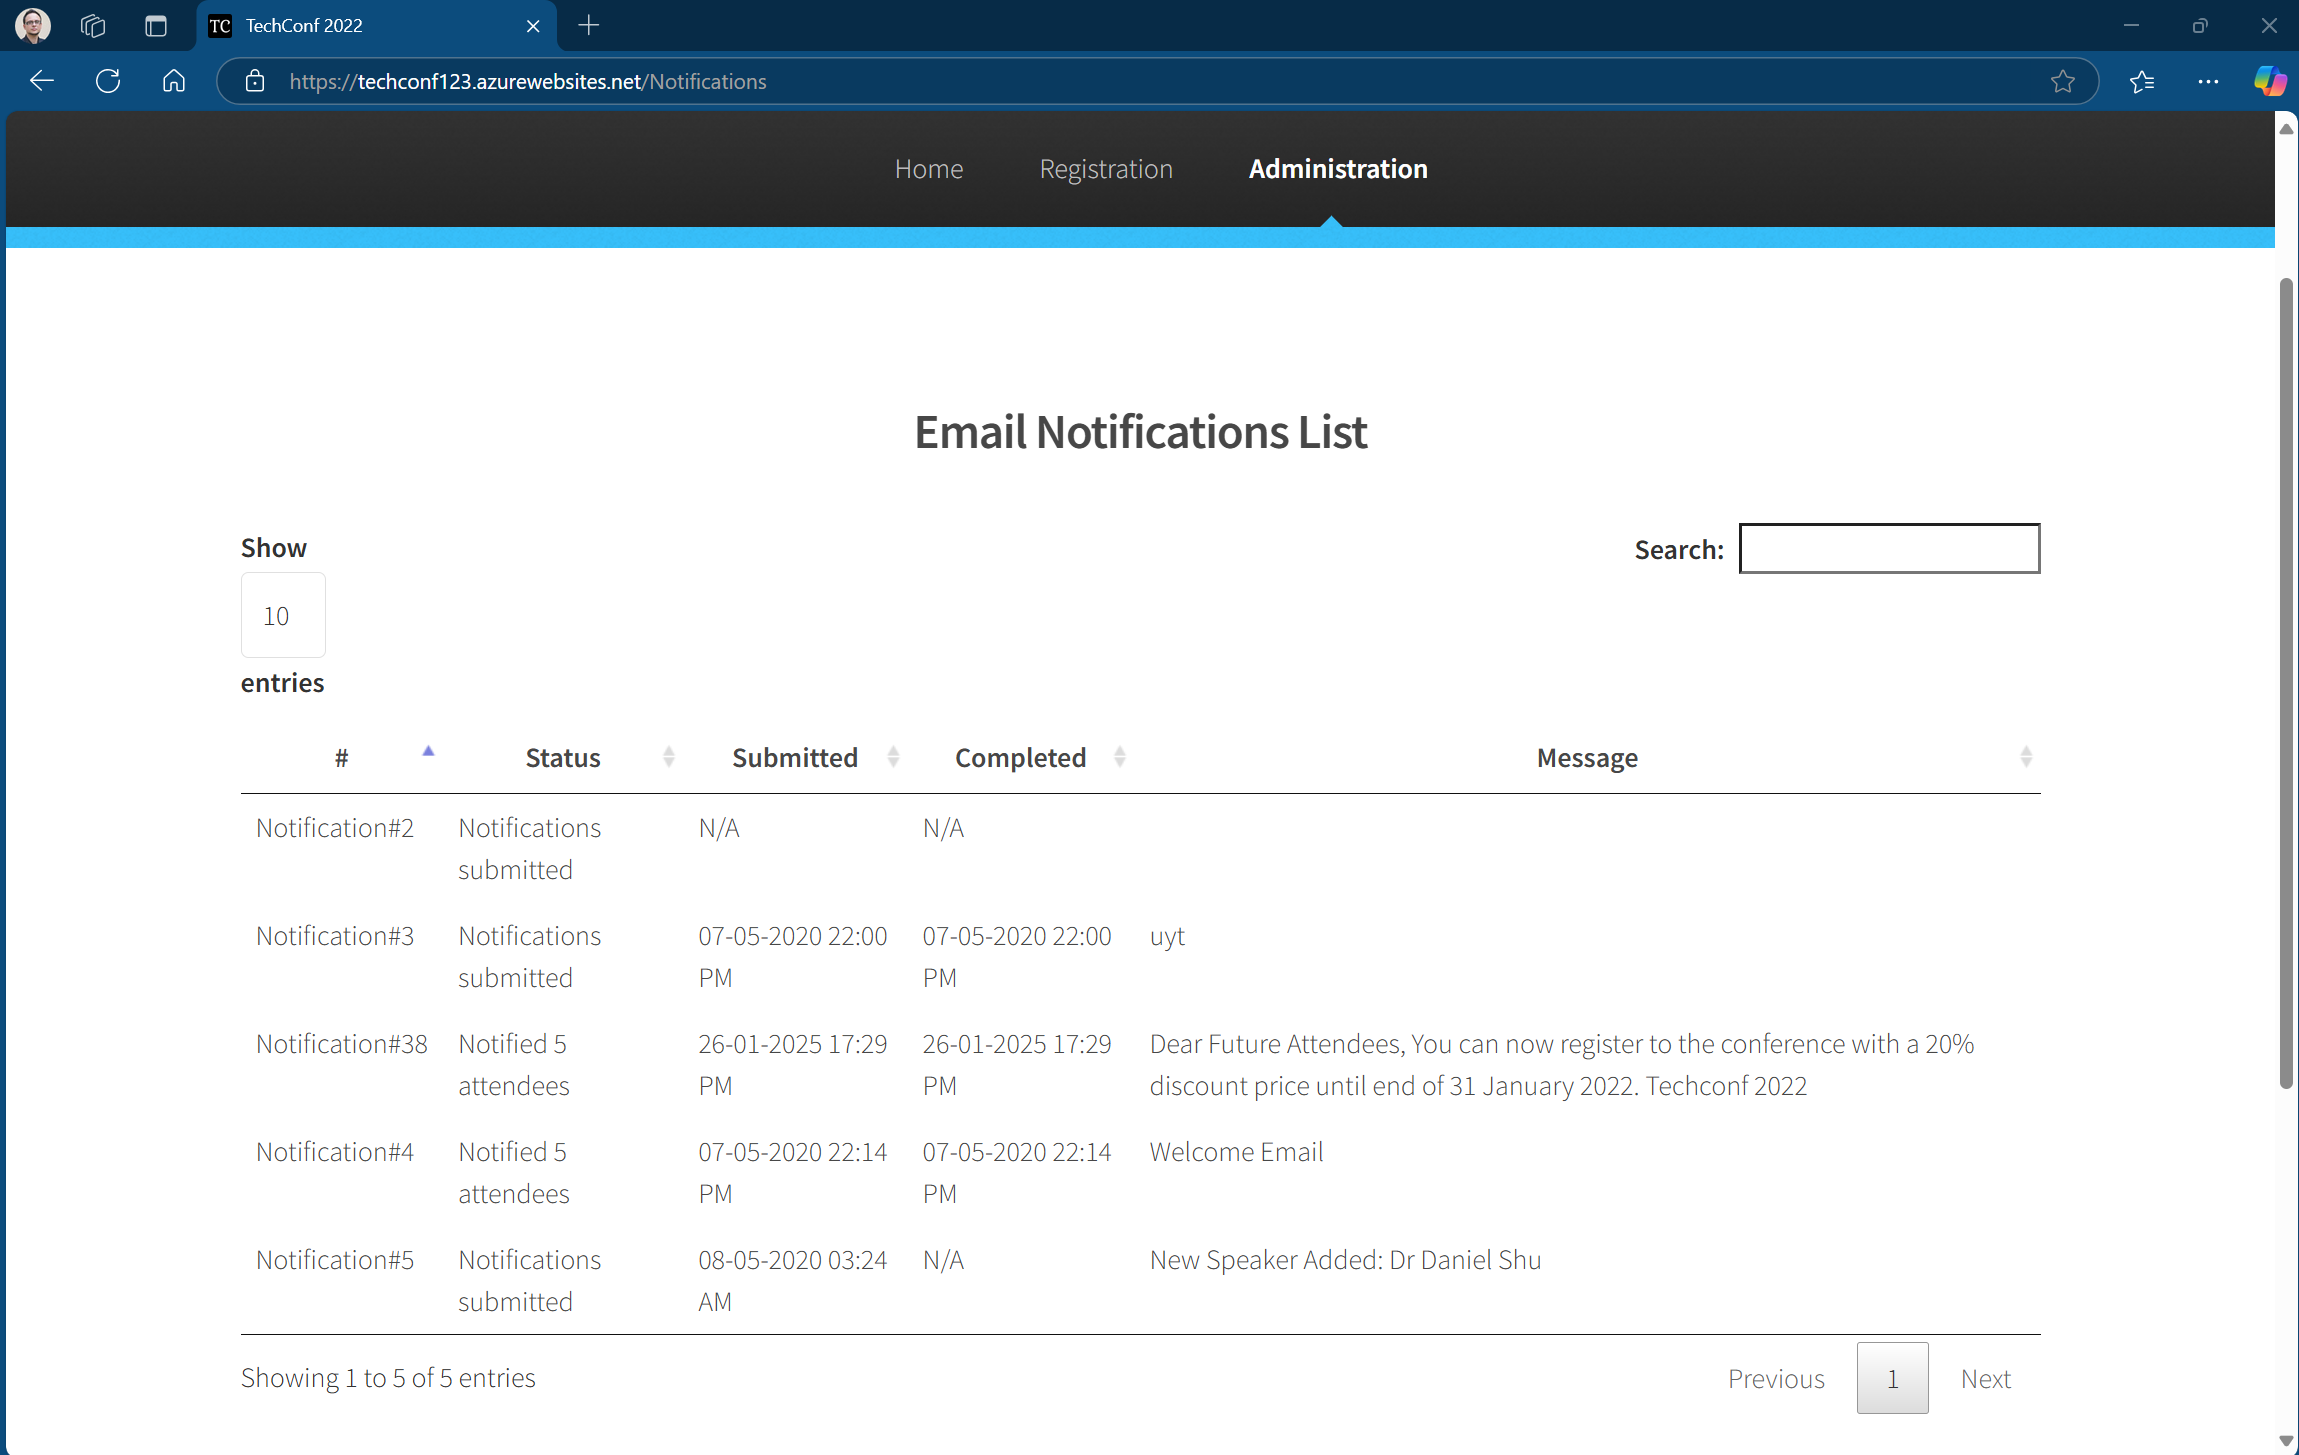 TC TechConf 2022
https://techconf123.azurewebsites.net/Notifications
Home Registration Administration
Email Notifications List
Show
Search:
10
entries
# Status Submitted Completed Message
Notification#2 Notifications N/A N/A
submitted
Notification#3 Notifications 07-05-2020 22:00 07-05-2020 22:00 uyt
submitted PM PM
Notification#38 Notified 5 26-01-2025 17:29 26-01-2025 17:29 Dear Future Attendees, You can now register to the conference with a 20%
attendees PM PM discount price until end of 31 January 2022. Techconf 2022
Notification#4 Notified 5 07-05-2020 22:14 07-05-2020 22:14 Welcome Email
attendees PM PM
Notification#5 Notifications 08-05-2020 03:24 N/A New Speaker Added: Dr Daniel Shu
submitted AM
Showing 1 to 5 of 5 entries
Previous 1 Next